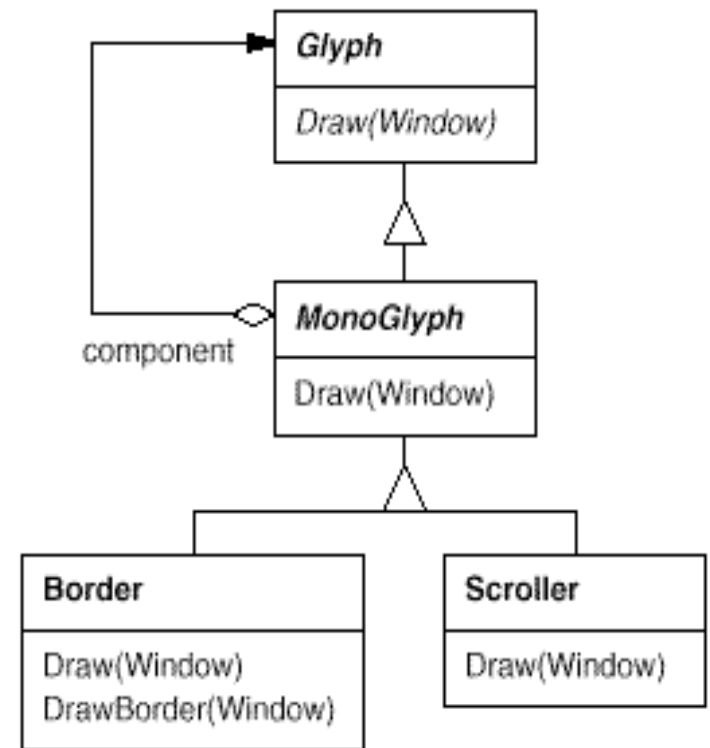 Glyph
Draw(Window)
MonoGlyph
component
Draw(Window)
Border
Draw(Window)
DrawBorder(Window)
Scroller
Draw(Window)